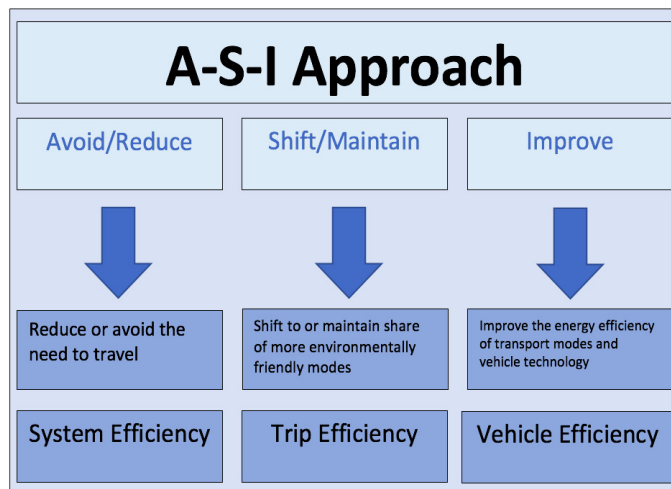 A-S-I Approach
Avoid/Reduce
Shift/Maintain
Improve
Reduce or avoid the
need to travel
Shift to or maintain share
of more environmentally
friendly modes
Improve the energy efficiency
of transport modes and
vehicle technology
System Efficiency
Trip Efficiency
Vehicle Efficiency